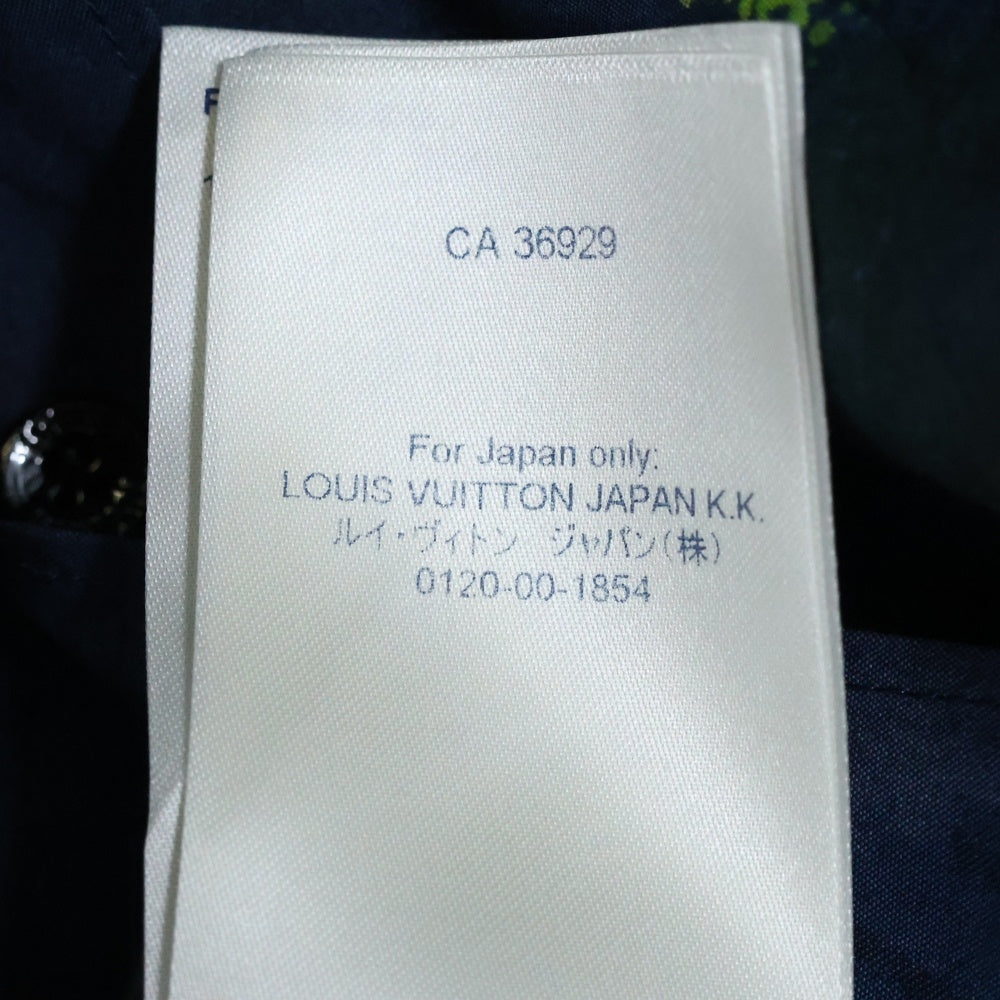 CA 36929
For Japan only:
LOUIS VUITTON JAPAN K.K.
ルイ・ヴィトン　ジャパン(株)
0120-00-1854